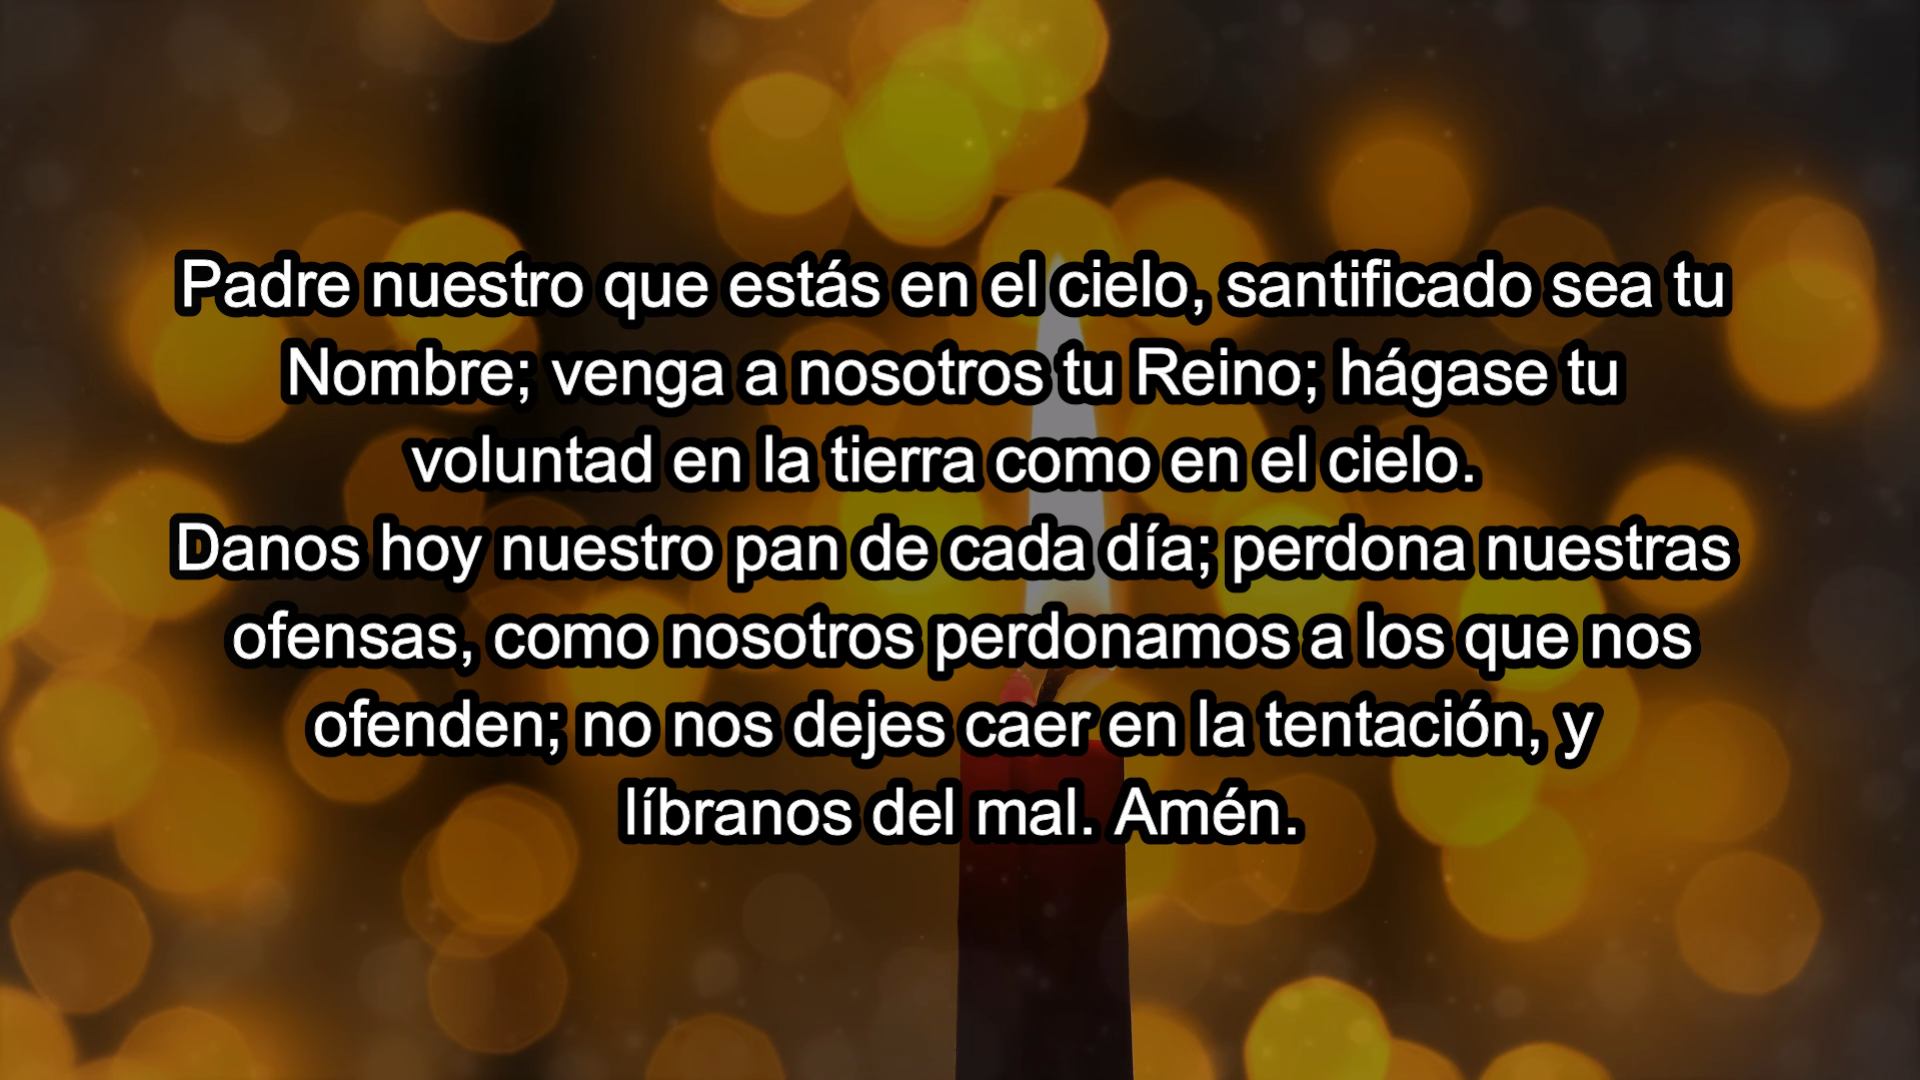 Padre nuestro que estás en el cielo, santificado sea tu
Nombre; venga a nosotros tu Reino; hágase tu
voluntad en la tierra como en el cielo.
Danos hoy nuestro pan de cada día; perdona nuestras
ofensas, como nosotros perdonamos a los que nos
ofenden; no nos dejes caer en la tentación, y
líbranos del mal. Amén.